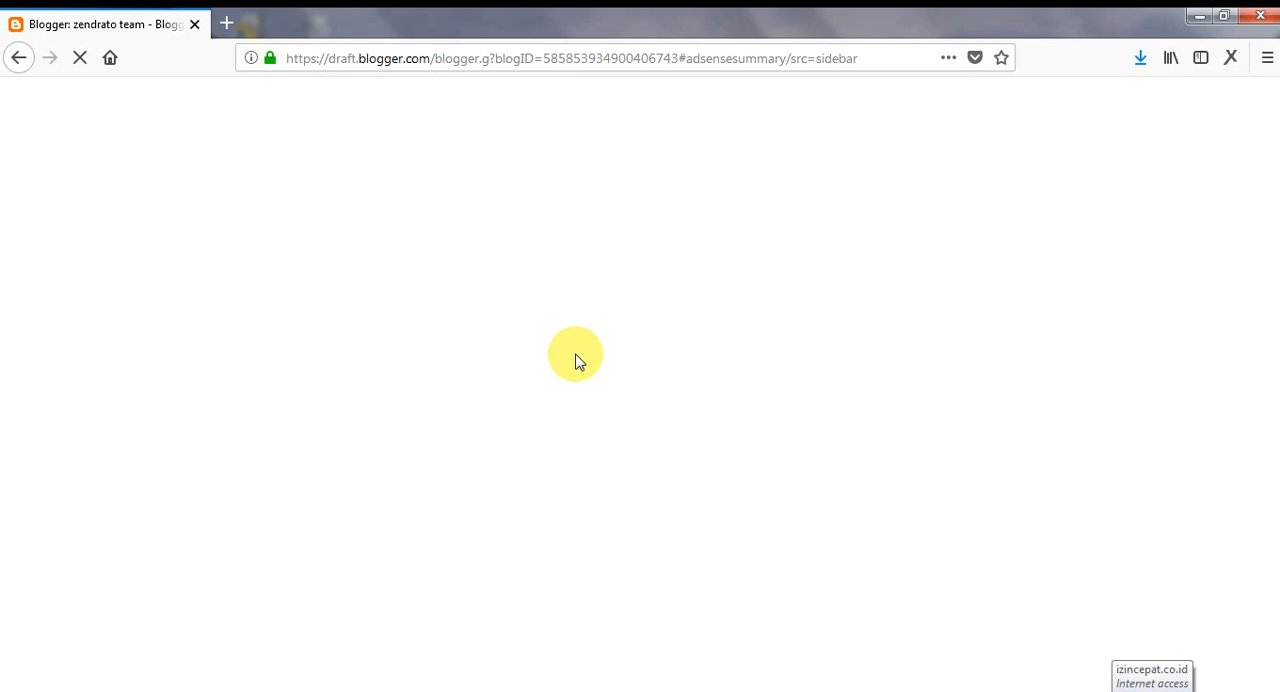 Blogger: zendrato team - Blogg
https://draft.blogger.com/blogger.g?blogID=585853934900406743#adsensesummary/src=sidebar
izincepat.co.id
Internet access